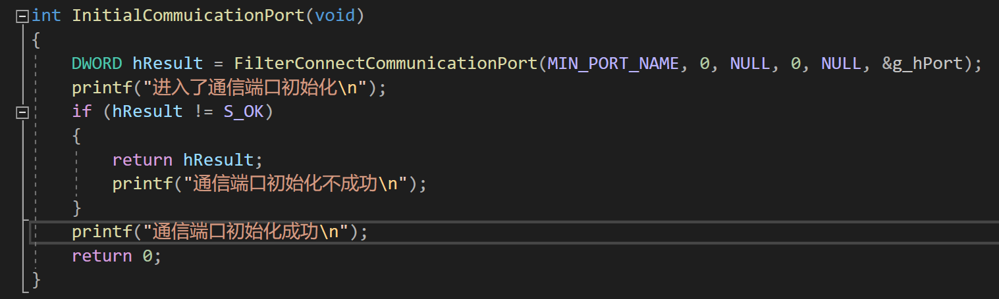 int InitialCommuicationPort(void)
{
DWORD hResult = FilterConnectCommunicationPort(MIN_PORT_NAME, 0, NULL, 0, NULL, &g_hPort);
printf("进入了通信端口初始化\n");
if (hResult != S_OK)
{
return hResult;
printf("通信端口初始化不成功\n");
}
printf("通信端口初始化成功\n");
return 0;
}